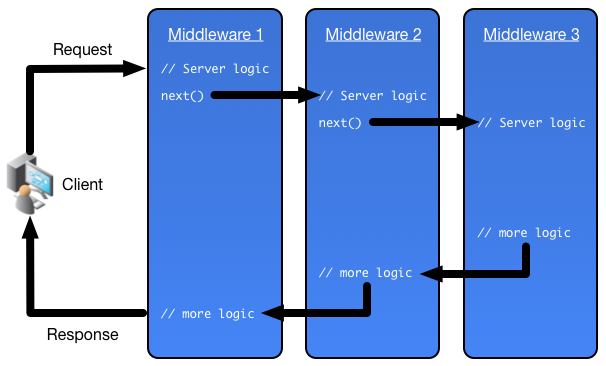 Request
Client
Response
Middleware 1
// Server logic
next()
// more logic
Middleware 2
// Server logic
next()
// more logic
Middleware 3
// Server logic
// more logic